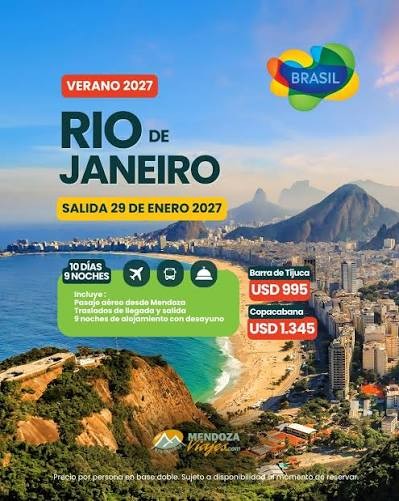 VERANO 2027
BRASIL
RIO DE
JANEIRO
SALIDA 29 DE ENERO 2027
10 DÍAS
9 NOCHES
Incluye :
Pasaje aéreo desde Mendoza
Traslados de llegada y salida
9 noches de alojamiento con desayuno
Barra de Tijuca
USD 995
Copacabana
USD 1.345
MENDOZA
Viajes.com
Precio por persona en base doble. Sujeto a disponibilidad al momento de reservar.